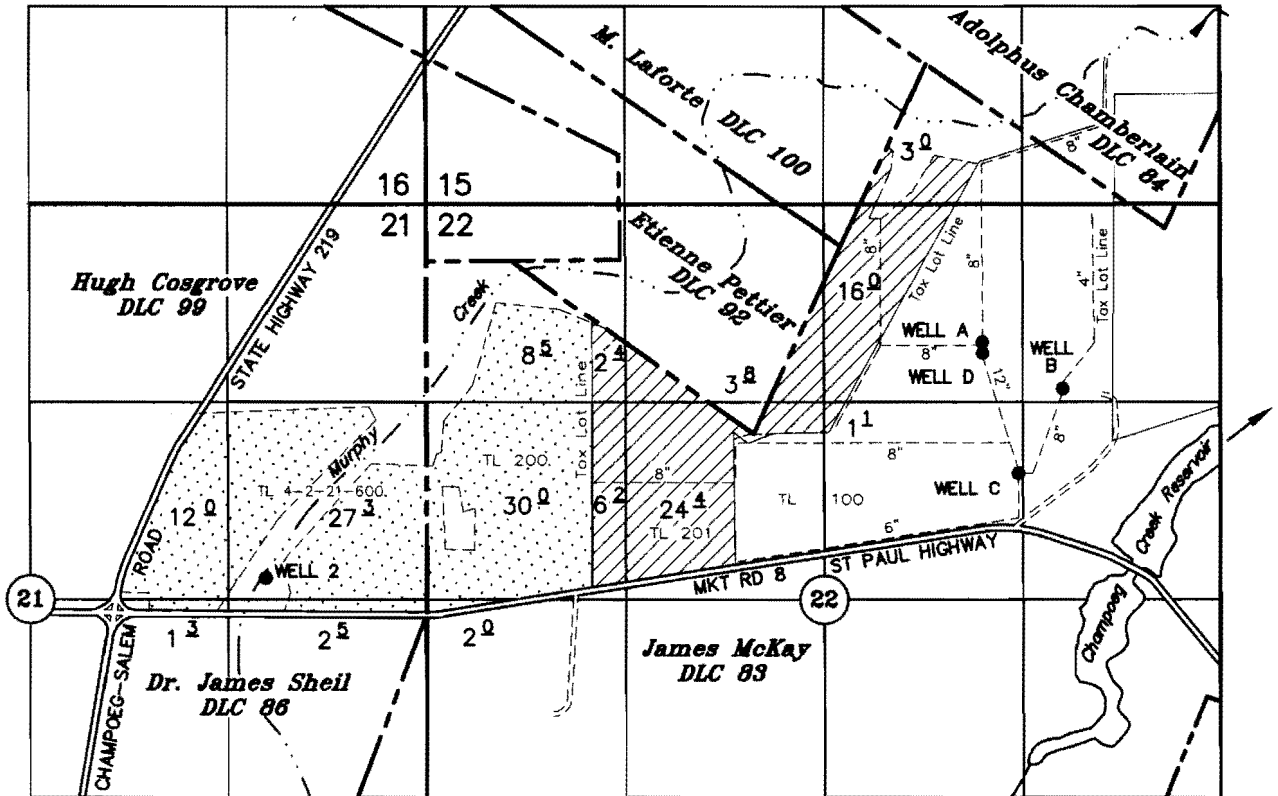 Adolphus Chamberlain
DLC 84
M. Laforte
DLC 100
3 0
8"
16 15
21 22
STATE HIGHWAY 219
Hugh Cosgrove
DLC 99
Etienne Pettier
DLC 92
Creek
8 5
2 4
Tax Lot Line
3 8
16 0
8"
Tax Lot Line
8"
4"
Tax Lot Line
WELL A
8"
WELL D
12"
WELL
B
8"
1 1
8"
WELL C
Murphy
TL 4-2-21-600
12 0
27 3
TL 200
30 0
6 2
8"
24 4
TL 201
TL 100
6"
ROAD
WELL 2
MKT RD 8
ST PAUL HIGHWAY
Creek Reservoir
Champoeg
21
22
1 3
2 5
2 0
CHAMPOEG-SALEM
Dr. James Sheil
DLC 86
James McKay
DLC 83